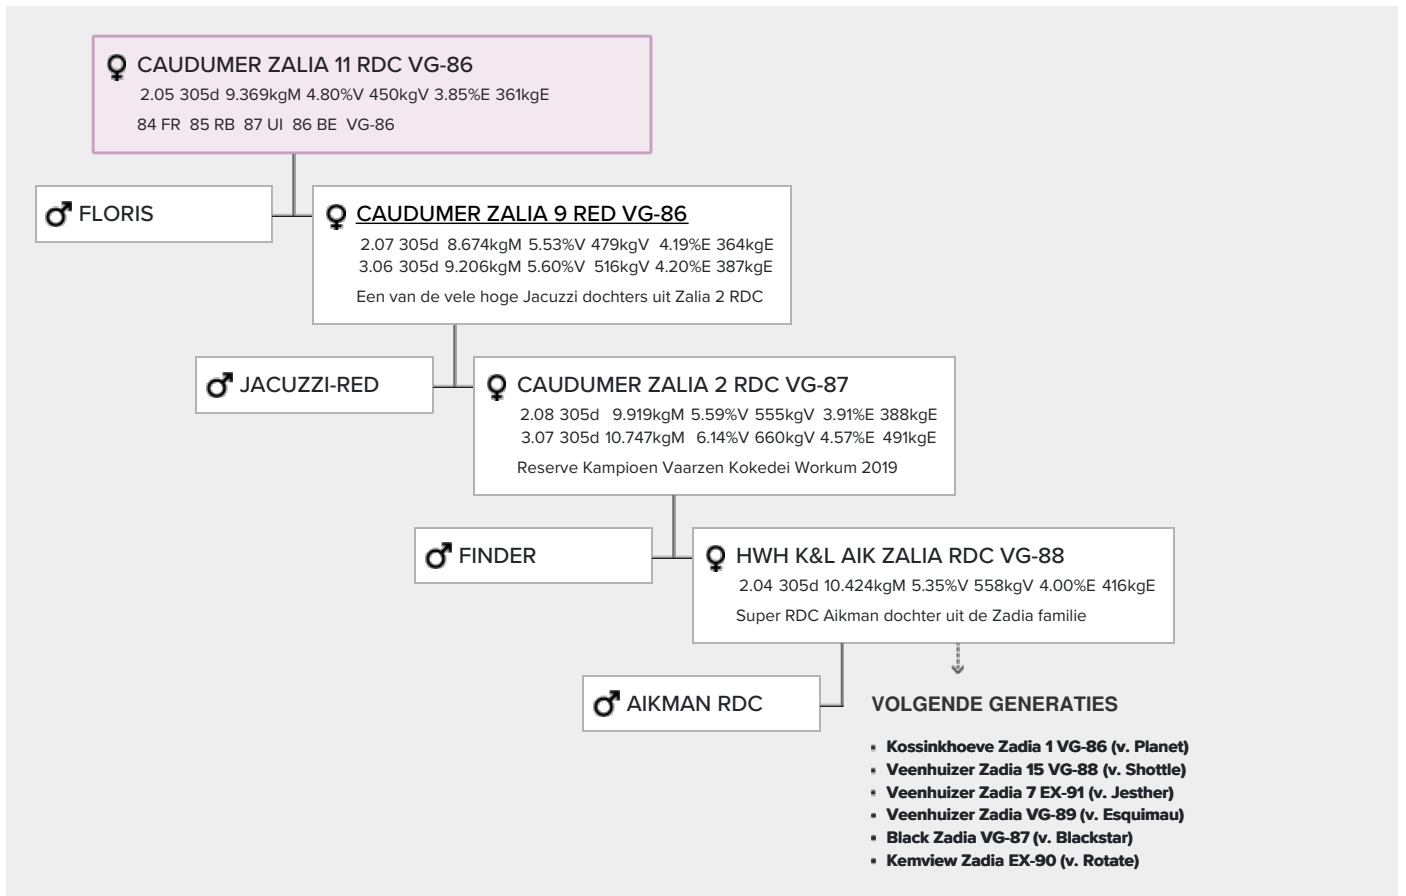 CAUDUMER ZALIA 11 RDC VG-86
2.05 305d 9.369kgM 4.80%V 450kgV 3.85%E 361kgE
84 FR 85 RB 87 UI 86 BE VG-86
FLORIS
CAUDUMER ZALIA 9 RED VG-86
2.07 305d 8.674kgM 5.53%V 479kgV 4.19%E 364kgE
3.06 305d 9.206kgM 5.60%V 516kgV 4.20%E 387kgE
Een van de vele hoge Jacuzzi dochters uit Zalia 2 RDC
JACUZZI-RED
CAUDUMER ZALIA 2 RDC VG-87
2.08 305d 9.919kgM 5.59%V 555kgV 3.91%E 388kgE
3.07 305d 10.747kgM 6.14%V 660kgV 4.57%E 491kgE
Reserve Kampioen Vaarzen Kokedei Workum 2019
FINDER
HWH K&L AIK ZALIA RDC VG-88
2.04 305d 10.424kgM 5.35%V 558kgV 4.00%E 416kgE
Super RDC Aikman dochter uit de Zadia familie
AIKMAN RDC
VOLGENDE GENERATIES
▪ Kossinkhoeve Zadia 1 VG-86 (v. Planet)
▪ Veenhuizer Zadia 15 VG-88 (v. Shottle)
▪ Veenhuizer Zadia 7 EX-91 (v. Jesther)
▪ Veenhuizer Zadia VG-89 (v. Esquimau)
▪ Black Zadia VG-87 (v. Blackstar)
▪ Kemview Zadia EX-90 (v. Rotate)